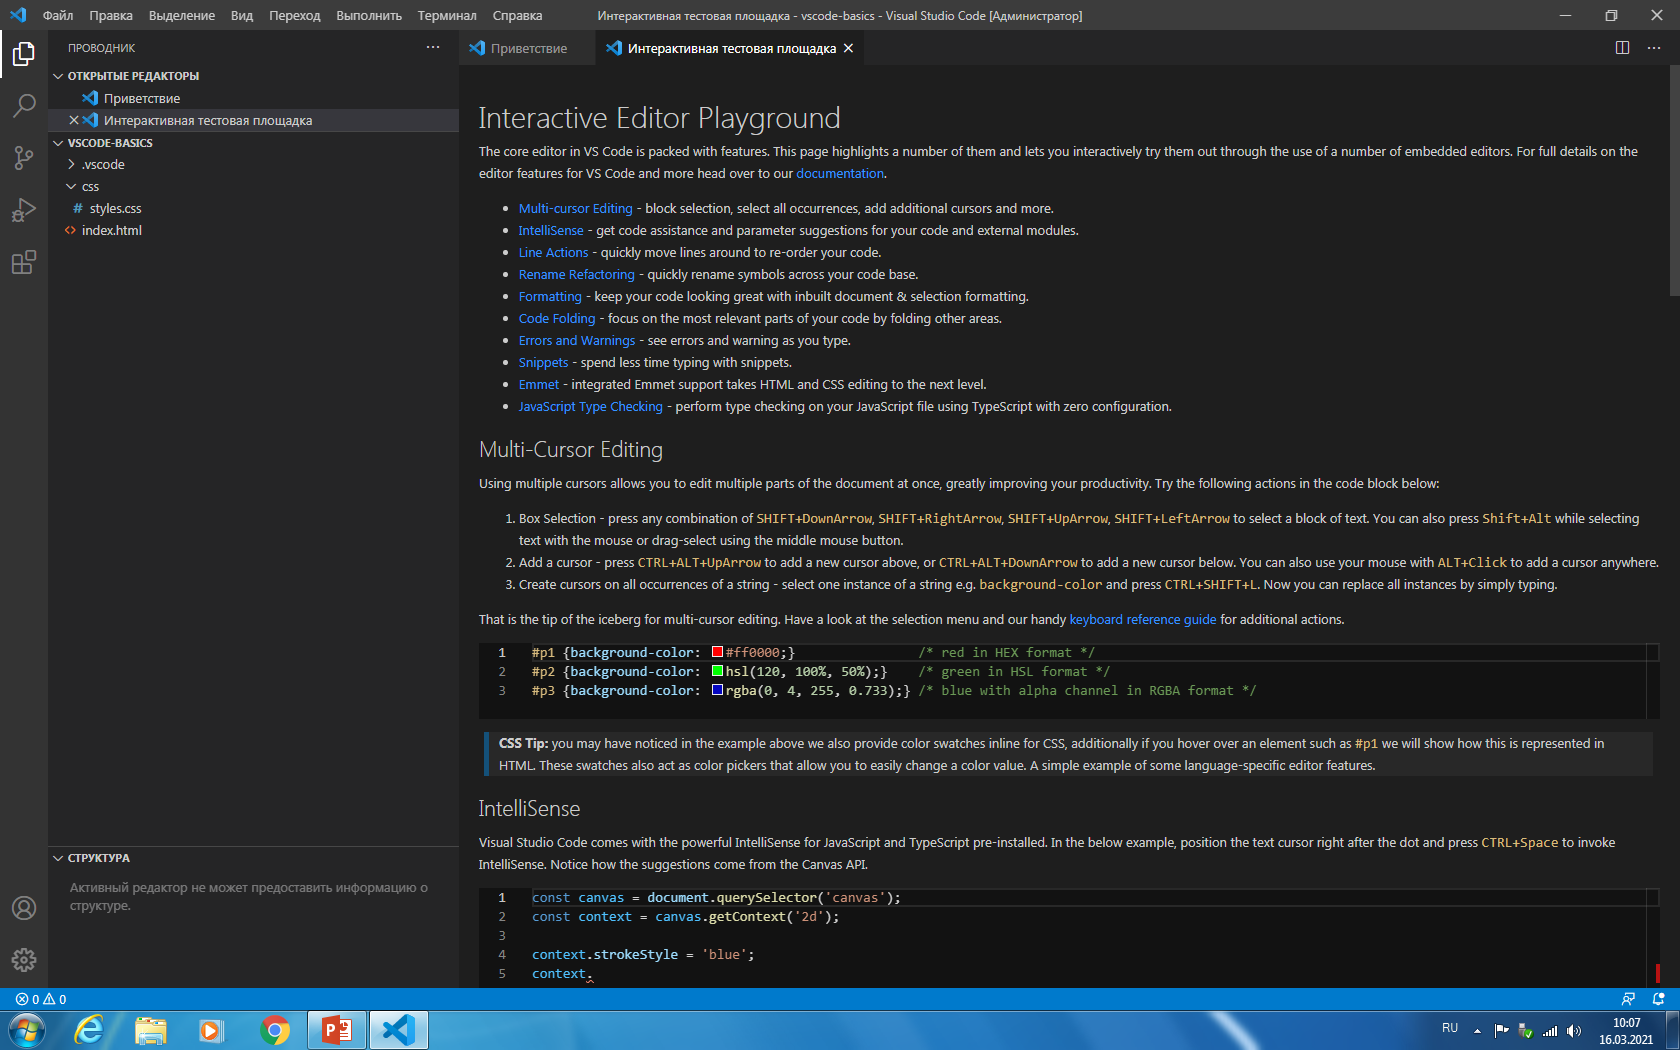 Файл Правка Выделение Вид Переход Выполнить Терминал Справка Интерактивная тестовая площадка - vscode-basics - Visual Studio Code [Администратор]
ПРОВОДНИК
ОТКРЫТЫЕ РЕДАКТОРЫ
Приветствие
Интерактивная тестовая площадка
VSCODE-BASICS
.vscode
css
# styles.css
<> index.html
СТРУКТУРА
Активный редактор не может предоставить информацию о
структуре.
Приветствие Интерактивная тестовая площадка
Interactive Editor Playground
The core editor in VS Code is packed with features. This page highlights a number of them and lets you interactively try them out through the use of a number of embedded editors. For full details on the
editor features for VS Code and more head over to our documentation.
• Multi-cursor Editing - block selection, select all occurrences, add additional cursors and more.
• IntelliSense - get code assistance and parameter suggestions for your code and external modules.
• Line Actions - quickly move lines around to re-order your code.
• Rename Refactoring - quickly rename symbols across your code base.
• Formatting - keep your code looking great with inbuilt document & selection formatting.
• Code Folding - focus on the most relevant parts of your code by folding other areas.
• Errors and Warnings - see errors and warning as you type.
• Snippets - spend less time typing with snippets.
• Emmet - integrated Emmet support takes HTML and CSS editing to the next level.
• JavaScript Type Checking - perform type checking on your JavaScript file using TypeScript with zero configuration.
Multi-Cursor Editing
Using multiple cursors allows you to edit multiple parts of the document at once, greatly improving your productivity. Try the following actions in the code block below:
1. Box Selection - press any combination of SHIFT+DownArrow, SHIFT+RightArrow, SHIFT+UpArrow, SHIFT+LeftArrow to select a block of text. You can also press Shift+Alt while selecting
text with the mouse or drag-select using the middle mouse button.
2. Add a cursor - press CTRL+ALT+UpArrow to add a new cursor above, or CTRL+ALT+DownArrow to add a new cursor below. You can also use your mouse with ALT+Click to add a cursor anywhere.
3. Create cursors on all occurrences of a string - select one instance of a string e.g. background-color and press CTRL+SHIFT+L. Now you can replace all instances by simply typing.
That is the tip of the iceberg for multi-cursor editing. Have a look at the selection menu and our handy keyboard reference guide for additional actions.
1 #p1 {background-color: #ff0000;} /* red in HEX format */
2 #p2 {background-color: hsl(120, 100%, 50%);} /* green in HSL format */
3 #p3 {background-color: rgba(0, 4, 255, 0.733);} /* blue with alpha channel in RGBA format */
CSS Tip: you may have noticed in the example above we also provide color swatches inline for CSS, additionally if you hover over an element such as #p1 we will show how this is represented in
HTML. These swatches also act as color pickers that allow you to easily change a color value. A simple example of some language-specific editor features.
IntelliSense
Visual Studio Code comes with the powerful IntelliSense for JavaScript and TypeScript pre-installed. In the below example, position the text cursor right after the dot and press CTRL+Space to invoke
IntelliSense. Notice how the suggestions come from the Canvas API.
1 const canvas = document.querySelector('canvas');
2 const context = canvas.getContext('2d');
3
4 context.strokeStyle = 'blue';
5 context.
0 0
RU 10:07
16.03.2021